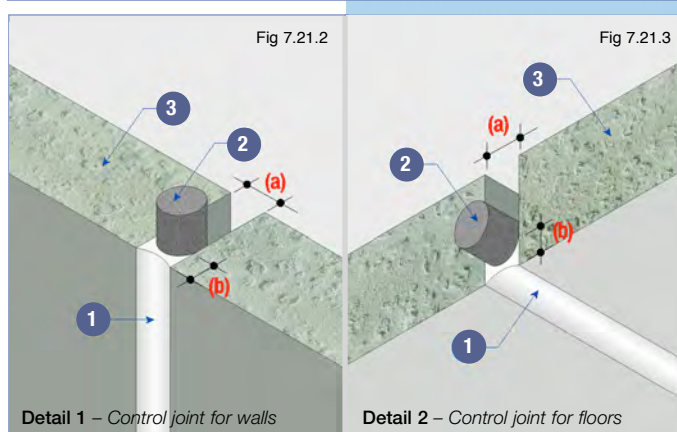 Fig 7.21.2
3
2
(a)
(b)
1
Detail 1 – Control joint for walls
Fig 7.21.3
3
(a)
2
(b)
1
Detail 2 – Control joint for floors